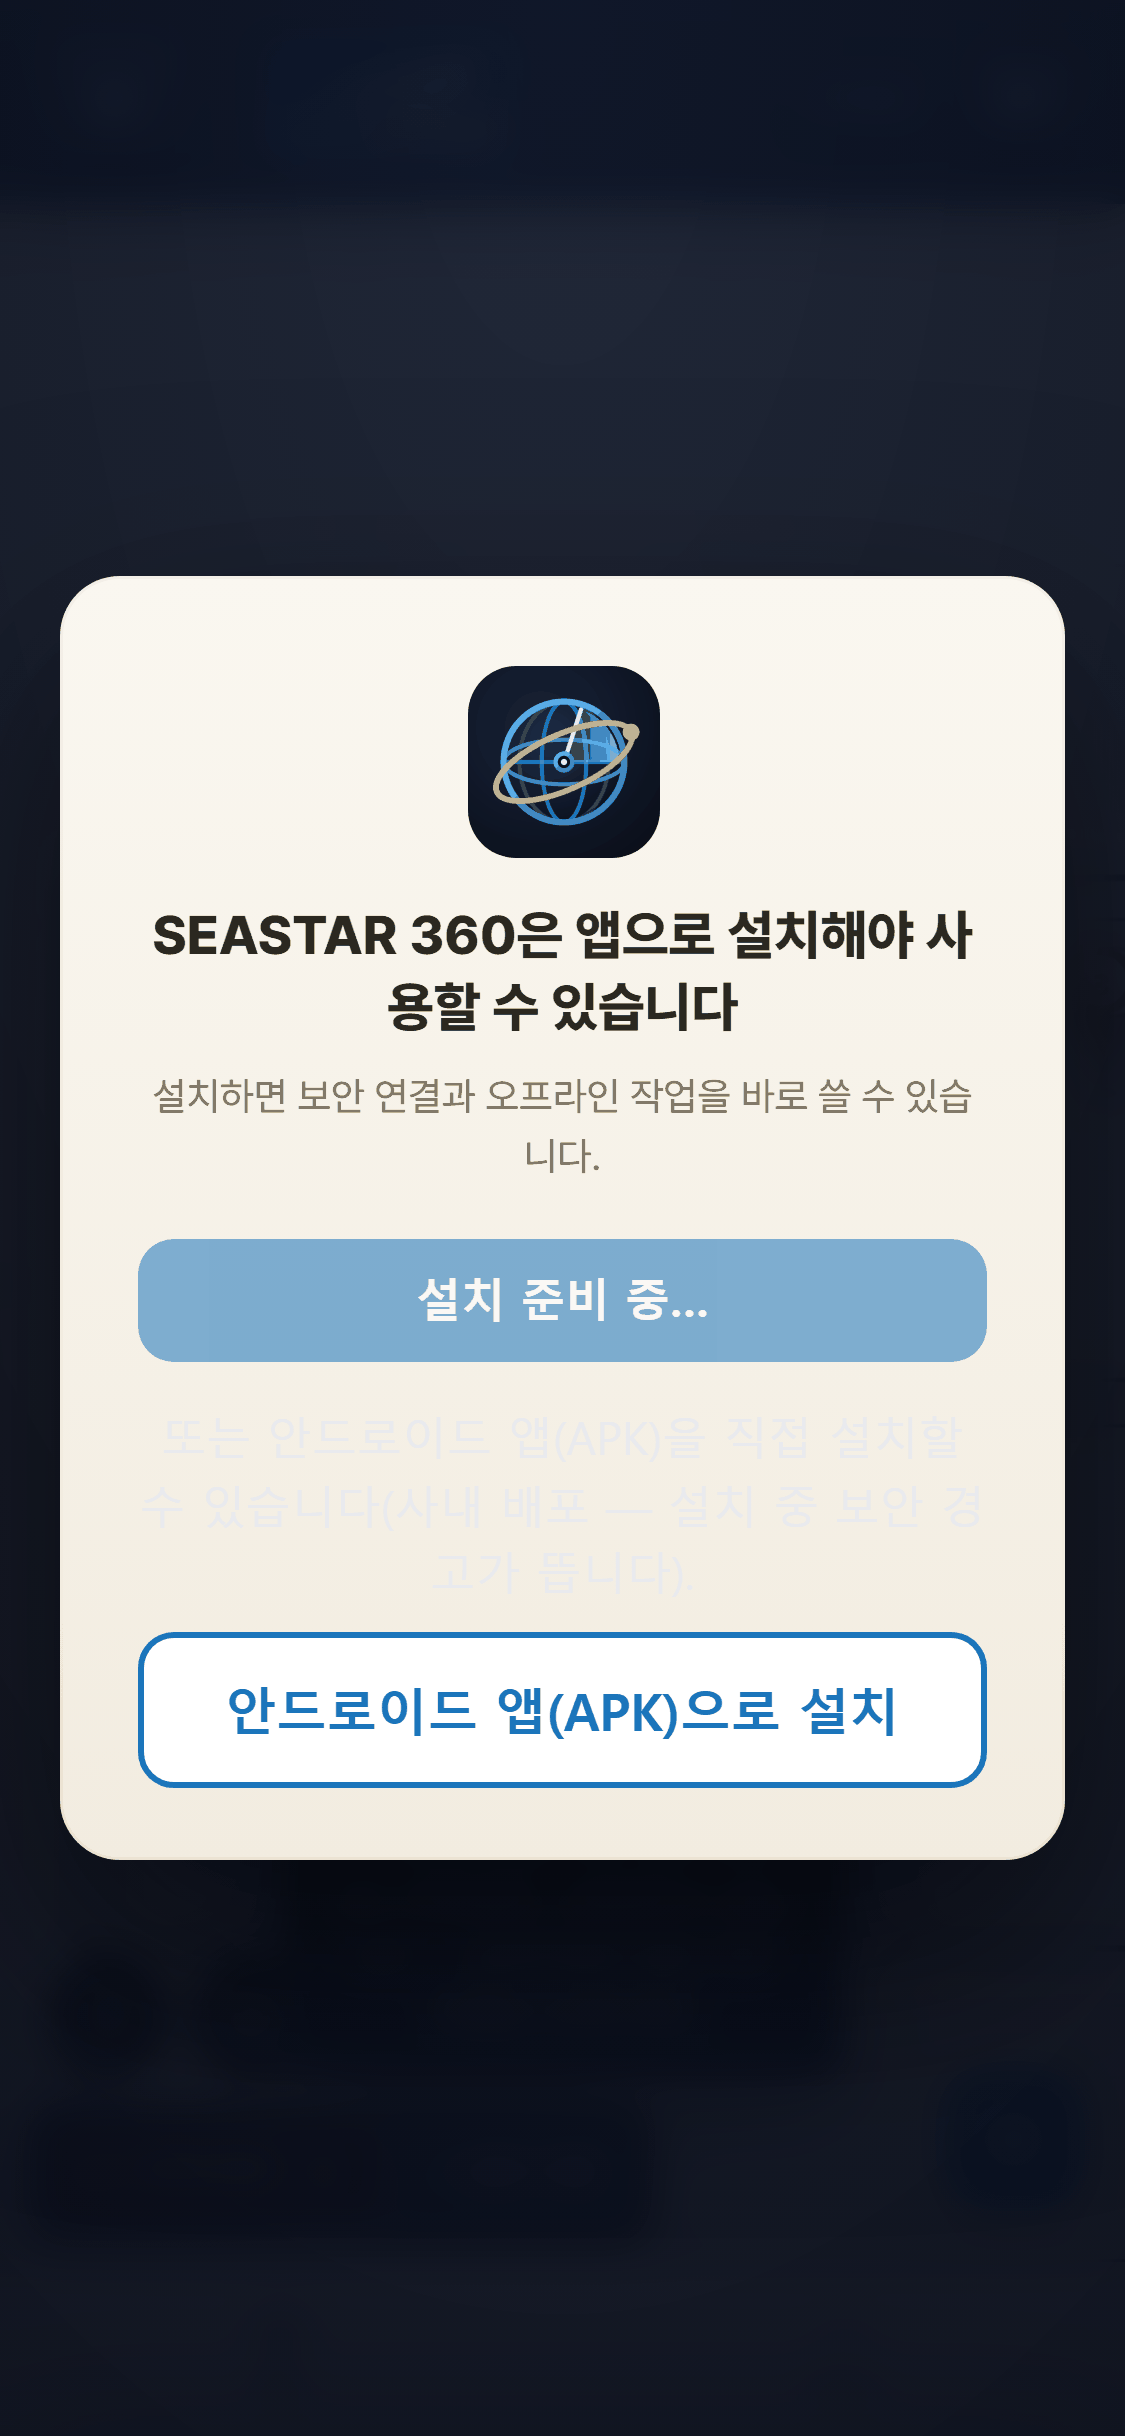 SEASTAR 360은 앱으로 설치해야 사
용할 수 있습니다
설치하면 보안 연결과 오프라인 작업을 바로 쓸 수 있습
니다.
설치 준비 중...
또는 안드로이드 앱(APK)을 직접 설치할
수 있습니다(사내 배포 — 설치 중 보안 경
고가 뜹니다).
안드로이드 앱(APK)으로 설치